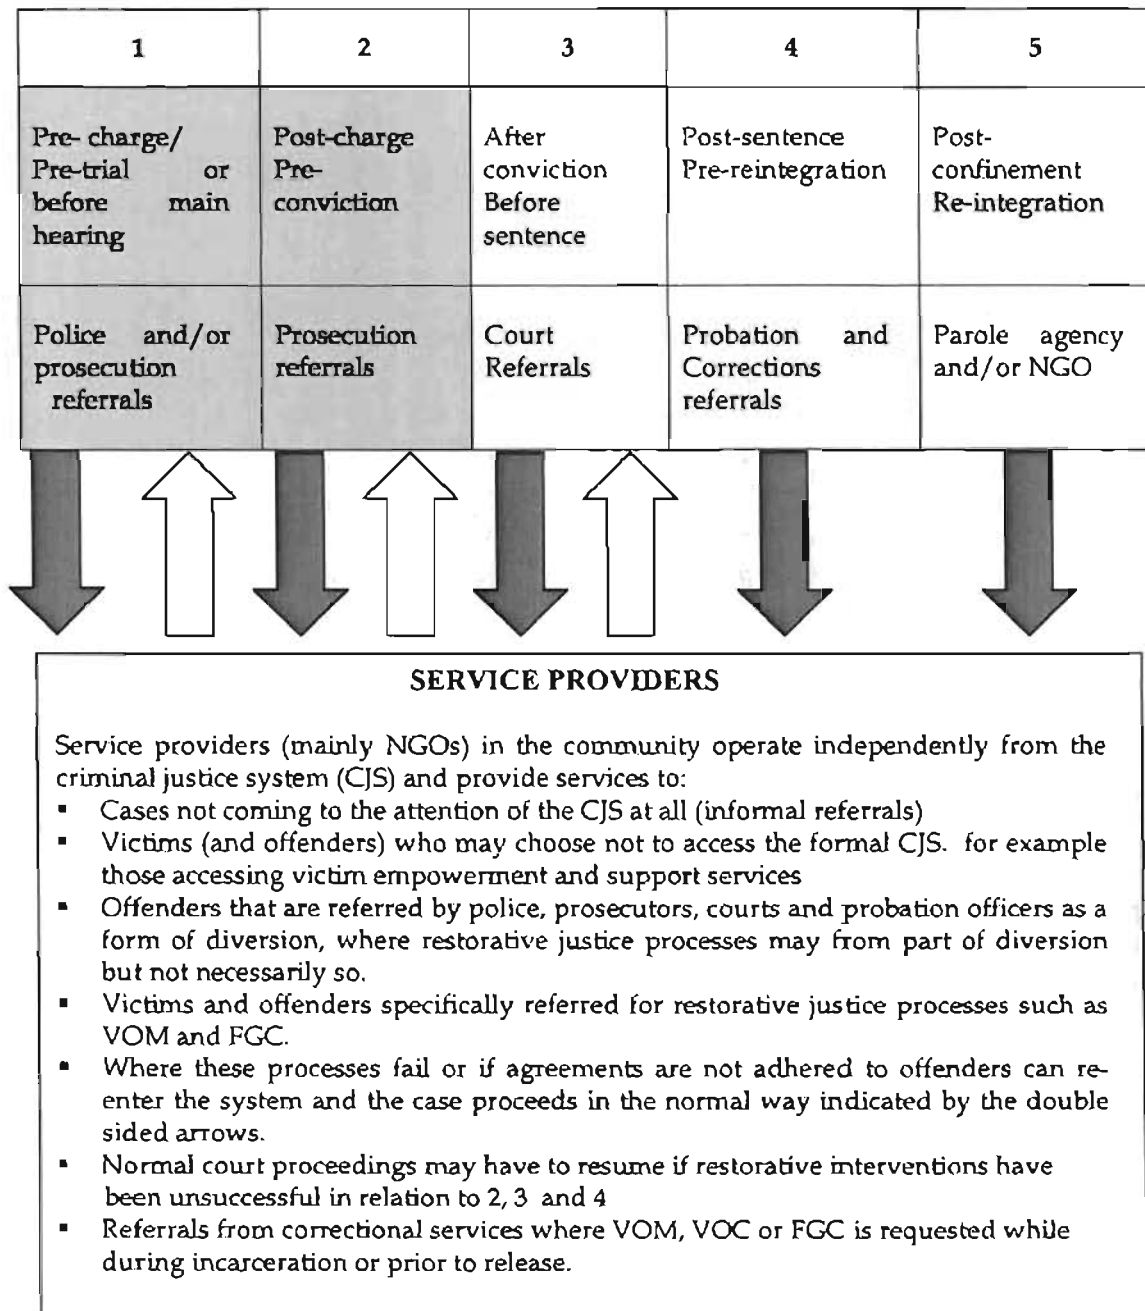 1 2 3 4 5
Pre- charge/
Pre-trial or
before main
hearing
Post-charge
Pre-
conviction
After
conviction
Before
sentence
Post-sentence
Pre-reintegration
Post-
confinement
Re-integration
Police and/or
prosecution
referrals
Prosecution
referrals
Court
Referrals
Probation and
Corrections
referrals
Parole agency
and/or NGO
SERVICE PROVIDERS
Service providers (mainly NGOs) in the community operate independently from the
criminal justice system (CJS) and provide services to:
▪ Cases not coming to the attention of the CJS at all (informal referrals)
▪ Victims (and offenders) who may choose not to access the formal CJS. for example
those accessing victim empowerment and support services
▪ Offenders that are referred by police, prosecutors, courts and probation officers as a
form of diversion, where restorative justice processes may from part of diversion
but not necessarily so.
▪ Victims and offenders specifically referred for restorative justice processes such as
VOM and FGC.
▪ Where these processes fail or if agreements are not adhered to offenders can re-
enter the system and the case proceeds in the normal way indicated by the double
sided arrows.
▪ Normal court proceedings may have to resume if restorative interventions have
been unsuccessful in relation to 2, 3 and 4
▪ Referrals from correctional services where VOM, VOC or FGC is requested while
during incarceration or prior to release.